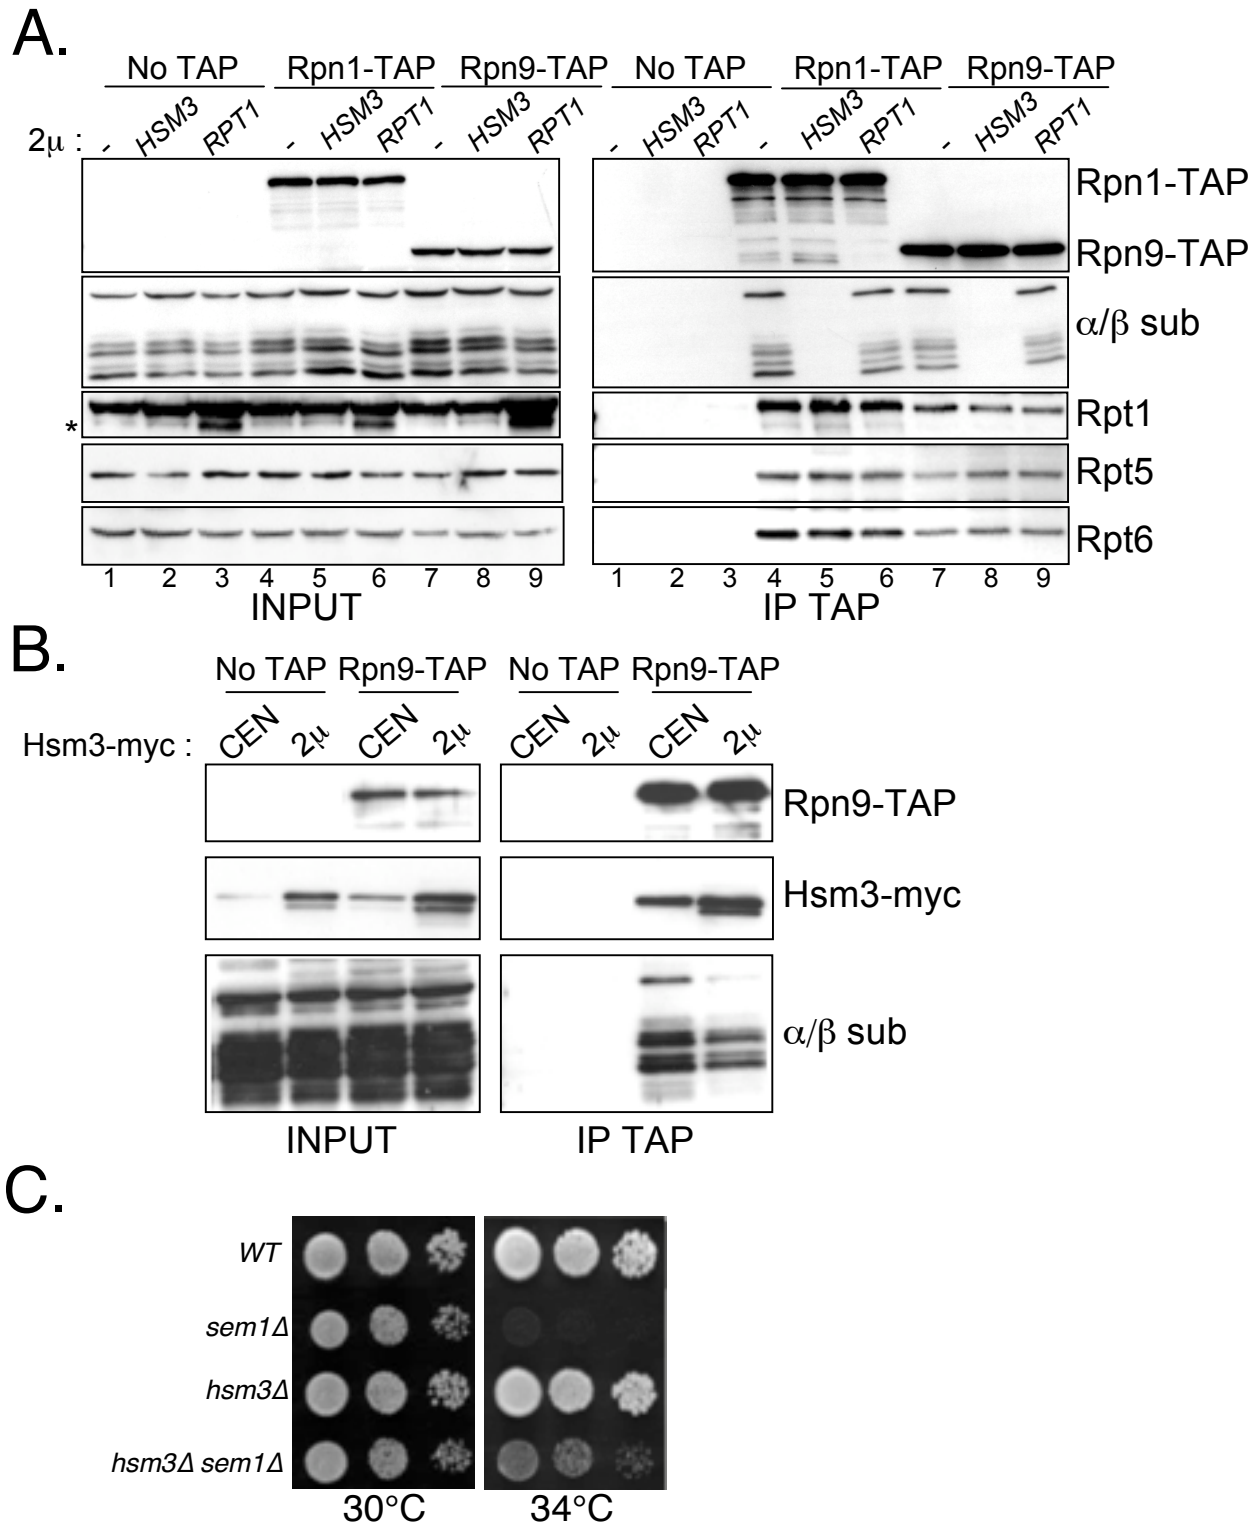 A.
No TAP Rpn1-TAP Rpn9-TAP No TAP Rpn1-TAP Rpn9-TAP
2μ : - HSM3 RPT1 - HSM3 RPT1 - HSM3 RPT1 - HSM3 RPT1 - HSM3 RPT1 - HSM3 RPT1
Rpn1-TAP
Rpn9-TAP
α/β sub
* Rpt1
Rpt5
Rpt6
1 2 3 4 5 6 7 8 9 1 2 3 4 5 6 7 8 9
INPUT IP TAP
B.
No TAP Rpn9-TAP No TAP Rpn9-TAP
Hsm3-myc : CEN 2μ CEN 2μ CEN 2μ CEN 2μ
Rpn9-TAP
Hsm3-myc
α/β sub
INPUT IP TAP
C.
WT
sem1Δ
hsm3Δ
hsm3Δ sem1Δ
30°C 34°C